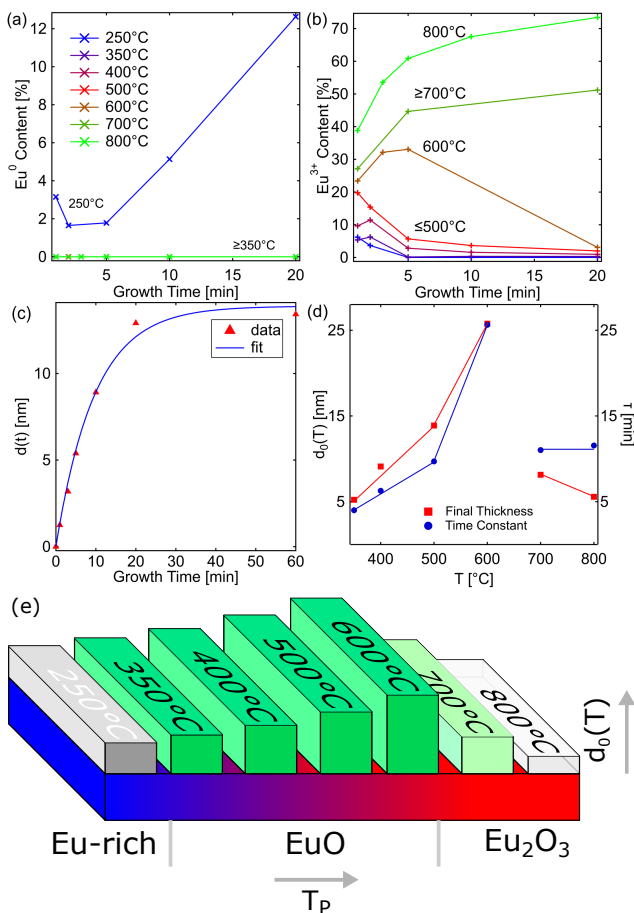 (a)
Eu⁰ Content [%]
12
10
8
6
4
2
0
250°C
350°C
400°C
500°C
600°C
700°C
800°C
250°C
≥350°C
5
10
15
20
Growth Time [min]
(b)
Eu³⁺ Content [%]
70
60
50
40
30
20
10
0
800°C
≥700°C
600°C
≤500°C
5
10
15
20
Growth Time [min]
(c)
d(t) [nm]
10
5
0
data
fit
0
10
20
40
60
Growth Time [min]
(d)
d₀(T) [nm]
25
15
5
25
15
5
τ [min]
Final Thickness
Time Constant
400
500
600
700
800
T [°C]
(e)
250°C
350°C
400°C
500°C
600°C
700°C
800°C
d₀(T)
Eu-rich
EuO
Eu₂O₃
T_P